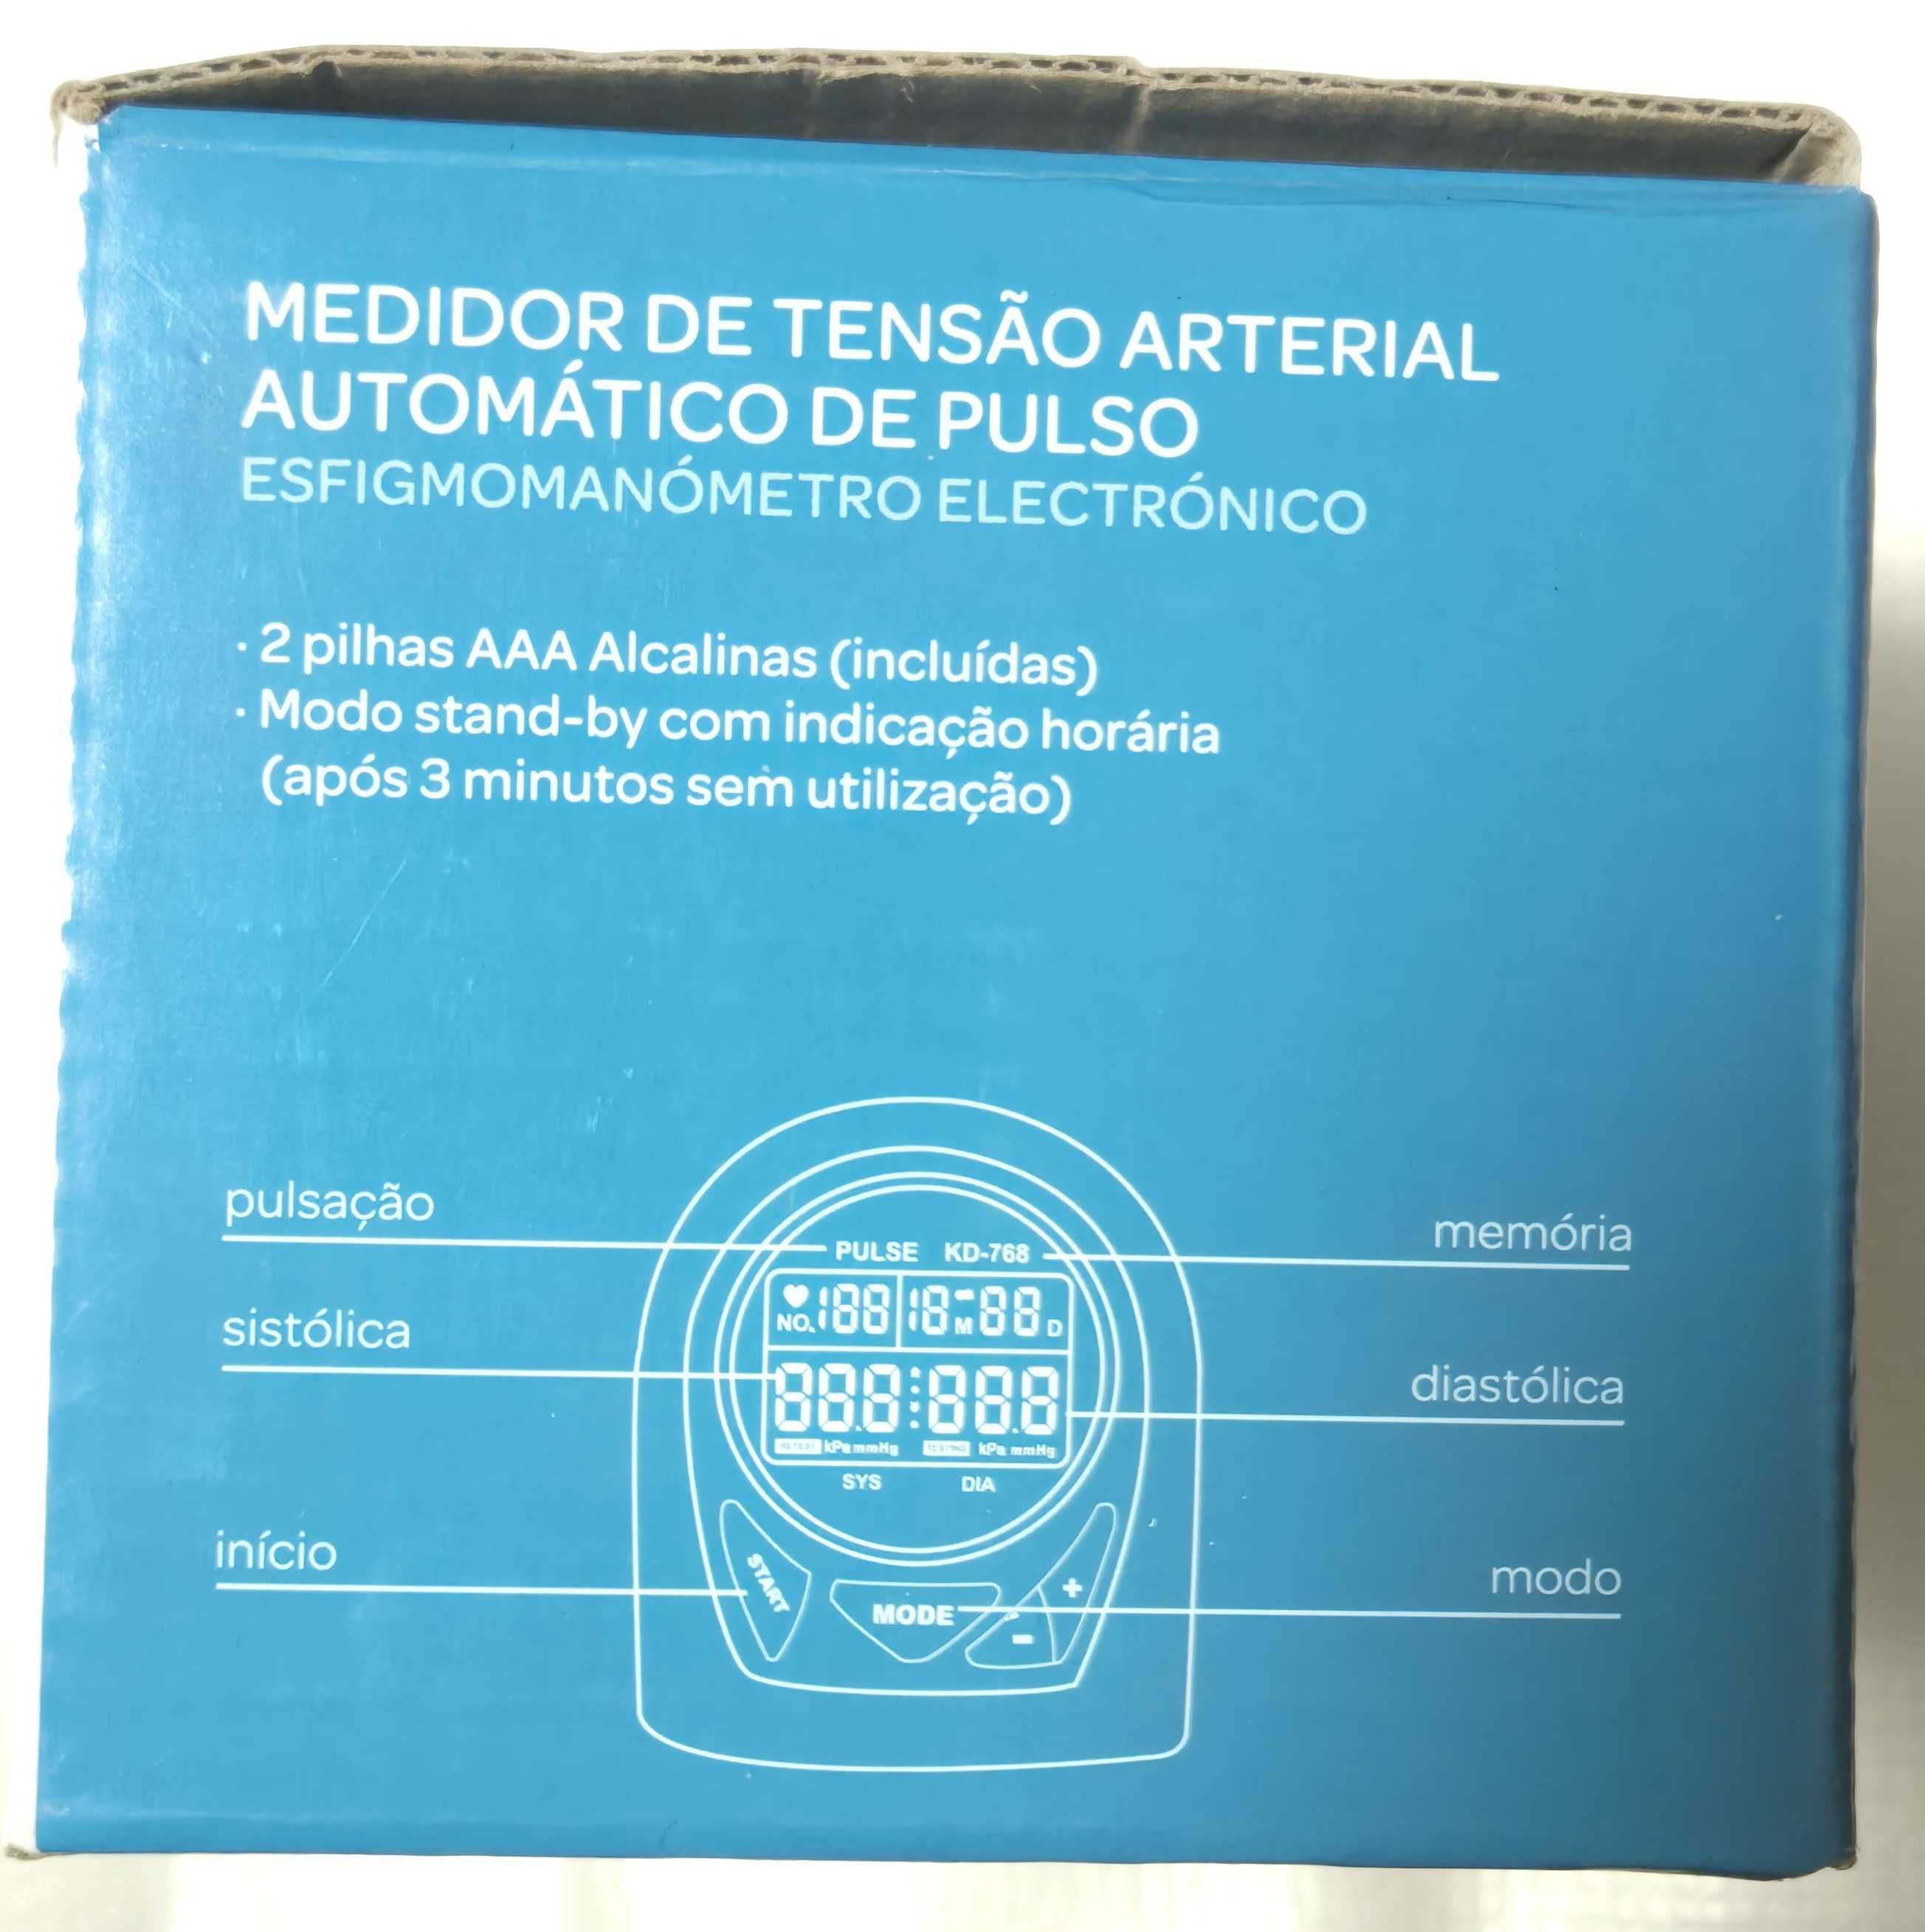 MEDIDOR DE TENSÃO ARTERIAL
AUTOMÁTICO DE PULSO
ESFIGMOMANÓMETRO ELECTRÓNICO
· 2 pilhas AAA Alcalinas (incluídas)
· Modo stand-by com indicação horária
(após 3 minutos sem utilização)
pulsação
memória
PULSE KD-768
NO. 188 18 M - 88 D
sistólica
diastólica
888:888
kPa mmHg kPa mmHg
SYS DIA
início
modo
START
MODE
+
-